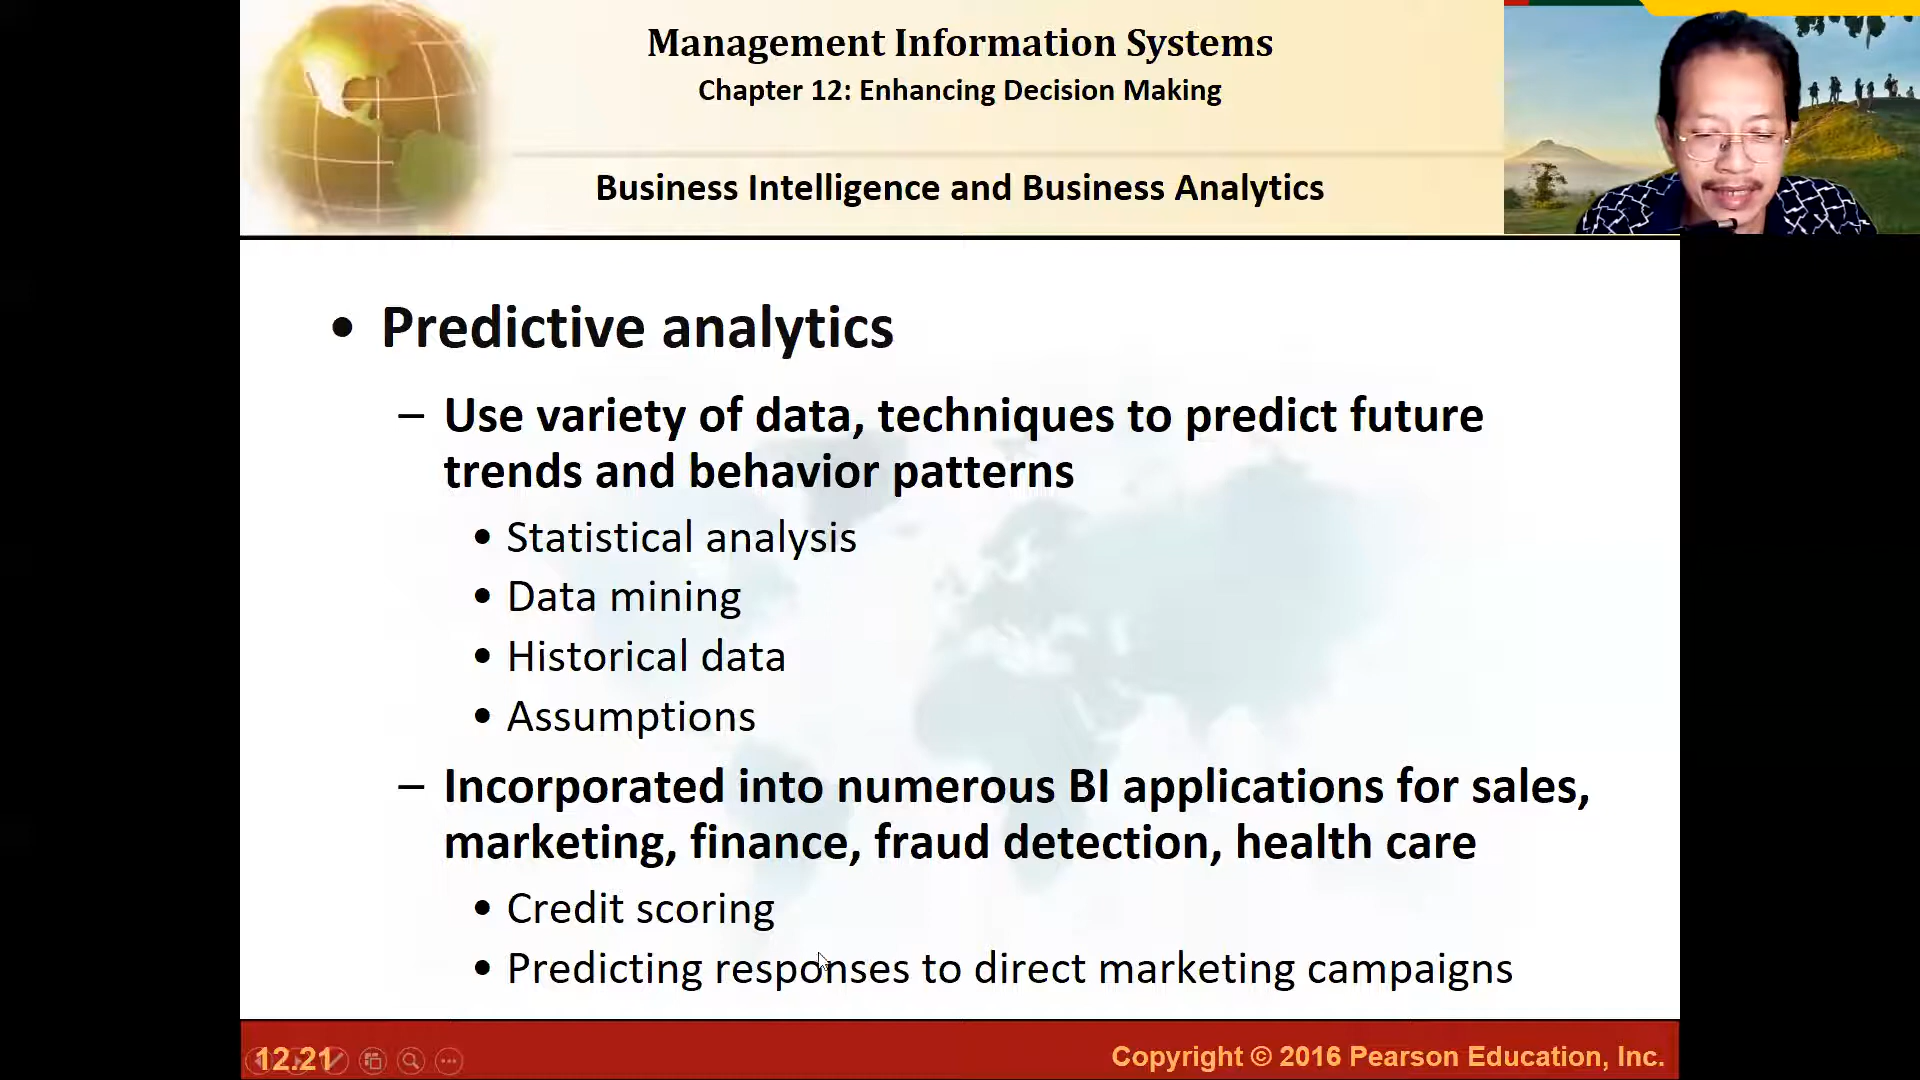 Management Information Systems
Chapter 12: Enhancing Decision Making
Business Intelligence and Business Analytics
• Predictive analytics
– Use variety of data, techniques to predict future
trends and behavior patterns
• Statistical analysis
• Data mining
• Historical data
• Assumptions
– Incorporated into numerous BI applications for sales,
marketing, finance, fraud detection, health care
• Credit scoring
• Predicting responses to direct marketing campaigns
12.21
Copyright © 2016 Pearson Education, Inc.